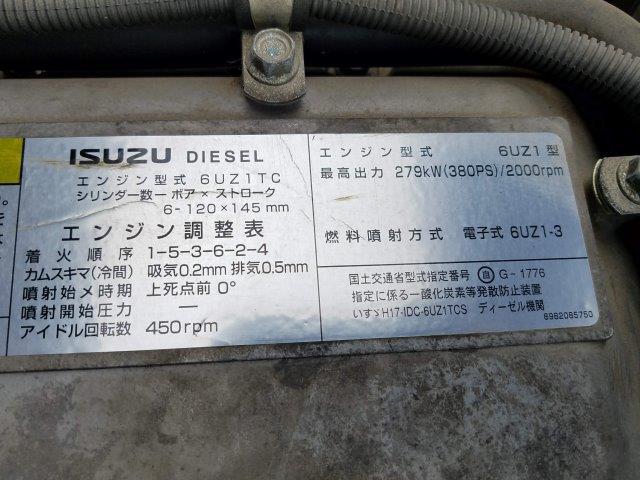 ISUZU DIESEL
エンジン型式 6UZ1TC
シリンダー数ー ボア × ストローク
6-120×145mm
エンジン調整表
着火順序 1-5-3-6-2-4
カムスキマ(冷間) 吸気0.2mm 排気0.5mm
噴射始メ時期 上死点前 0°
噴射開始圧力 ー
アイドル回転数 450rpm
エンジン型式 6UZ1型
最高出力 279kW(380PS)/2000rpm
燃料噴射方式 電子式 6UZ1-3
国土交通省型式指定番号 自 G-1776
指定に係る一酸化炭素等発散防止装置
いすゞH17-IDC-6UZ1TCS ディーゼル機関
8982085750